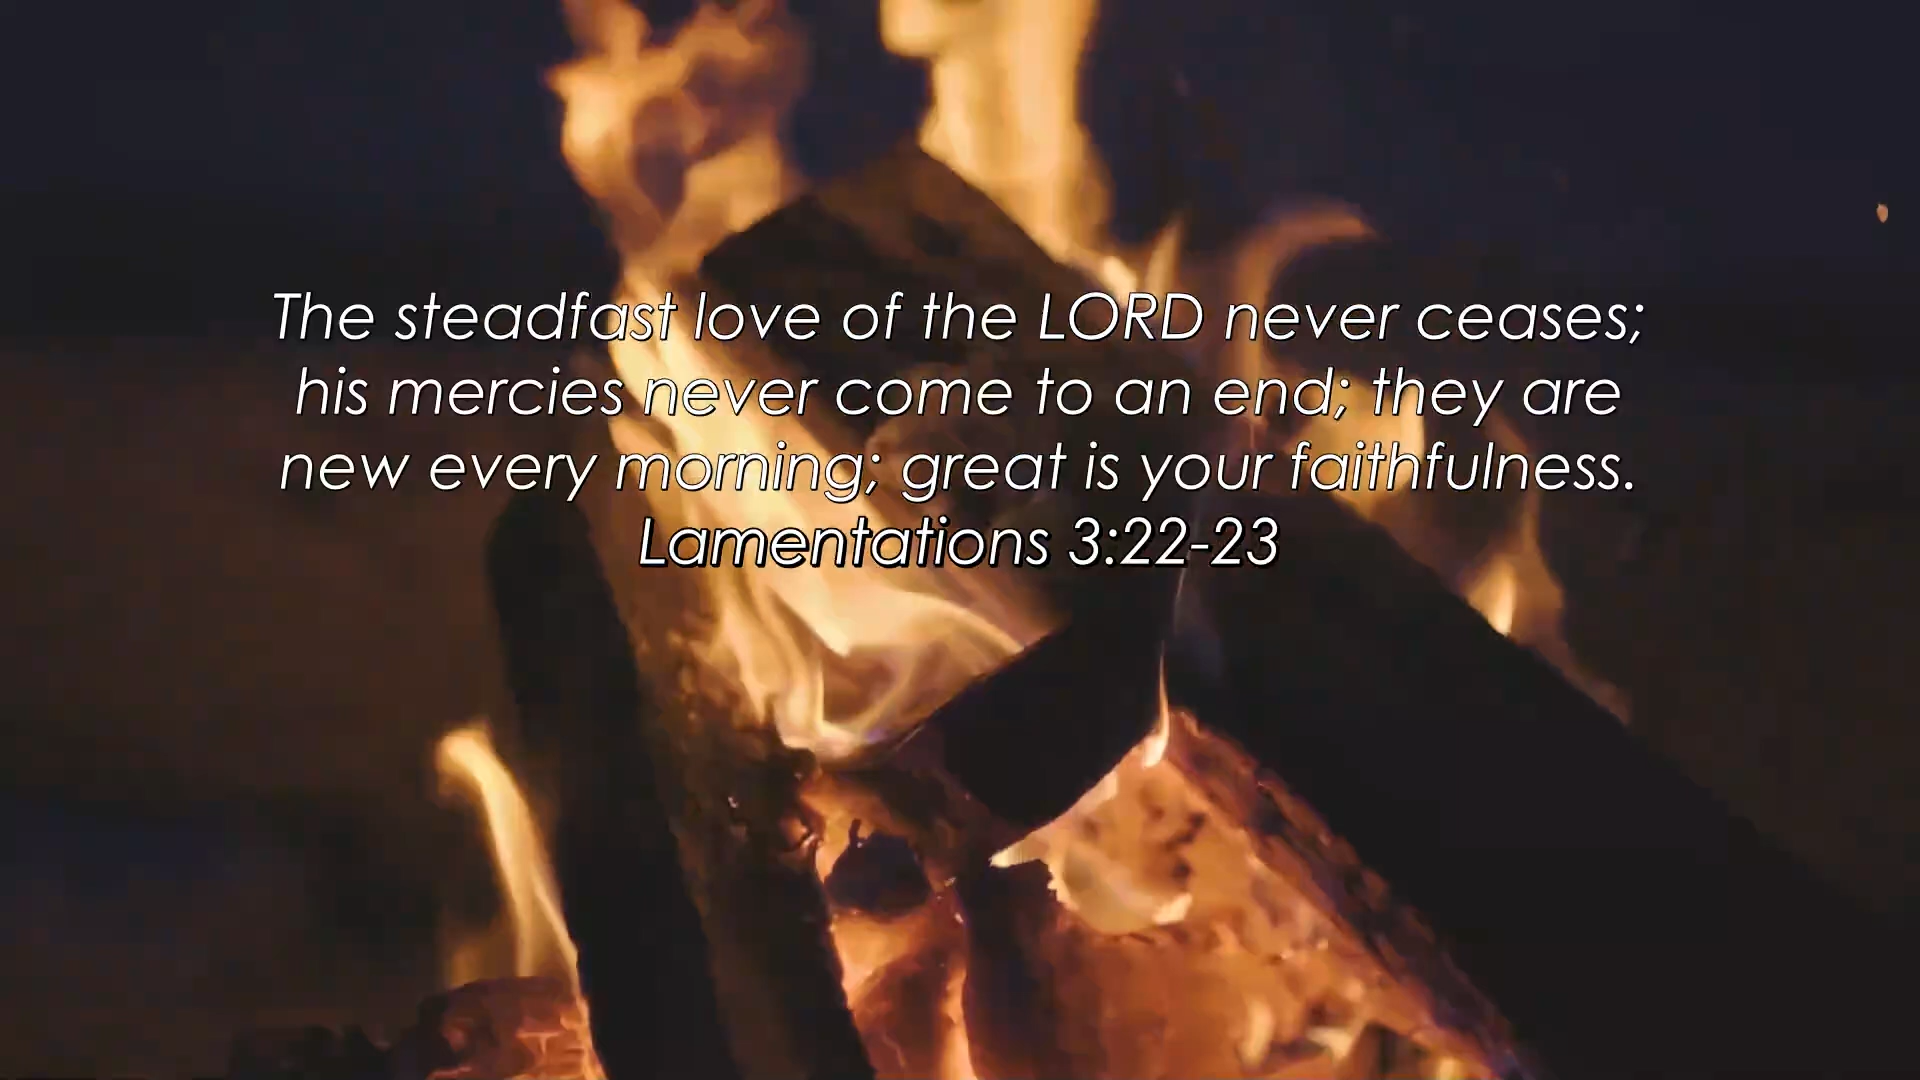 The steadfast love of the LORD never ceases;
his mercies never come to an end; they are
new every morning; great is your faithfulness.
Lamentations 3:22-23